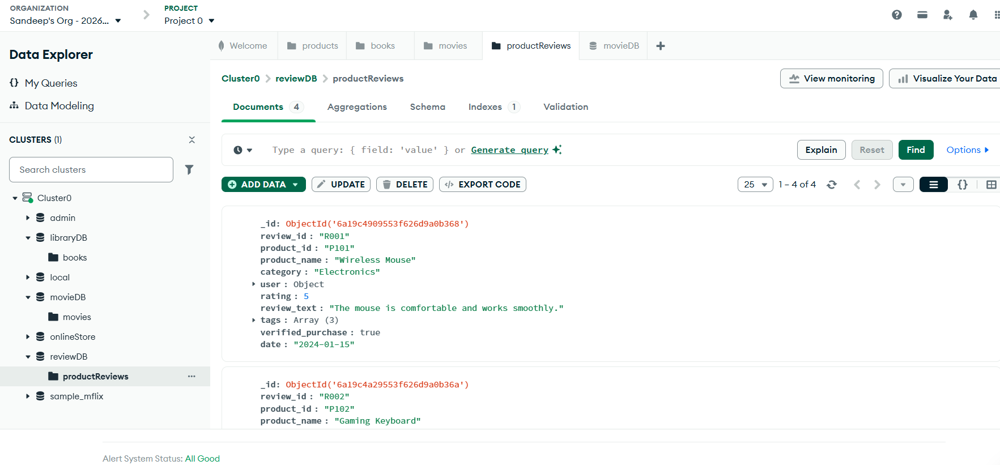 ORGANIZATION
Sandeep's Org - 2026...
PROJECT
Project 0
Data Explorer
My Queries
Data Modeling
CLUSTERS (1)
Search clusters
Cluster0
admin
libraryDB
books
local
movieDB
movies
onlineStore
reviewDB
productReviews
sample_mflix
Welcome
products
books
movies
productReviews
movieDB
Cluster0 > reviewDB > productReviews
View monitoring
Visualize Your Data
Documents 4
Aggregations
Schema
Indexes 1
Validation
Type a query: { field: 'value' } or Generate query
Explain
Reset
Find
Options
ADD DATA
UPDATE
DELETE
EXPORT CODE
25
1 – 4 of 4
_id: ObjectId('6a19c4909553f626d9a0b368')
review_id : "R001"
product_id : "P101"
product_name : "Wireless Mouse"
category : "Electronics"
user : Object
rating : 5
review_text : "The mouse is comfortable and works smoothly."
tags : Array (3)
verified_purchase : true
date : "2024-01-15"
_id: ObjectId('6a19c4a29553f626d9a0b36a')
review_id : "R002"
product_id : "P102"
product_name : "Gaming Keyboard"
Alert System Status: All Good